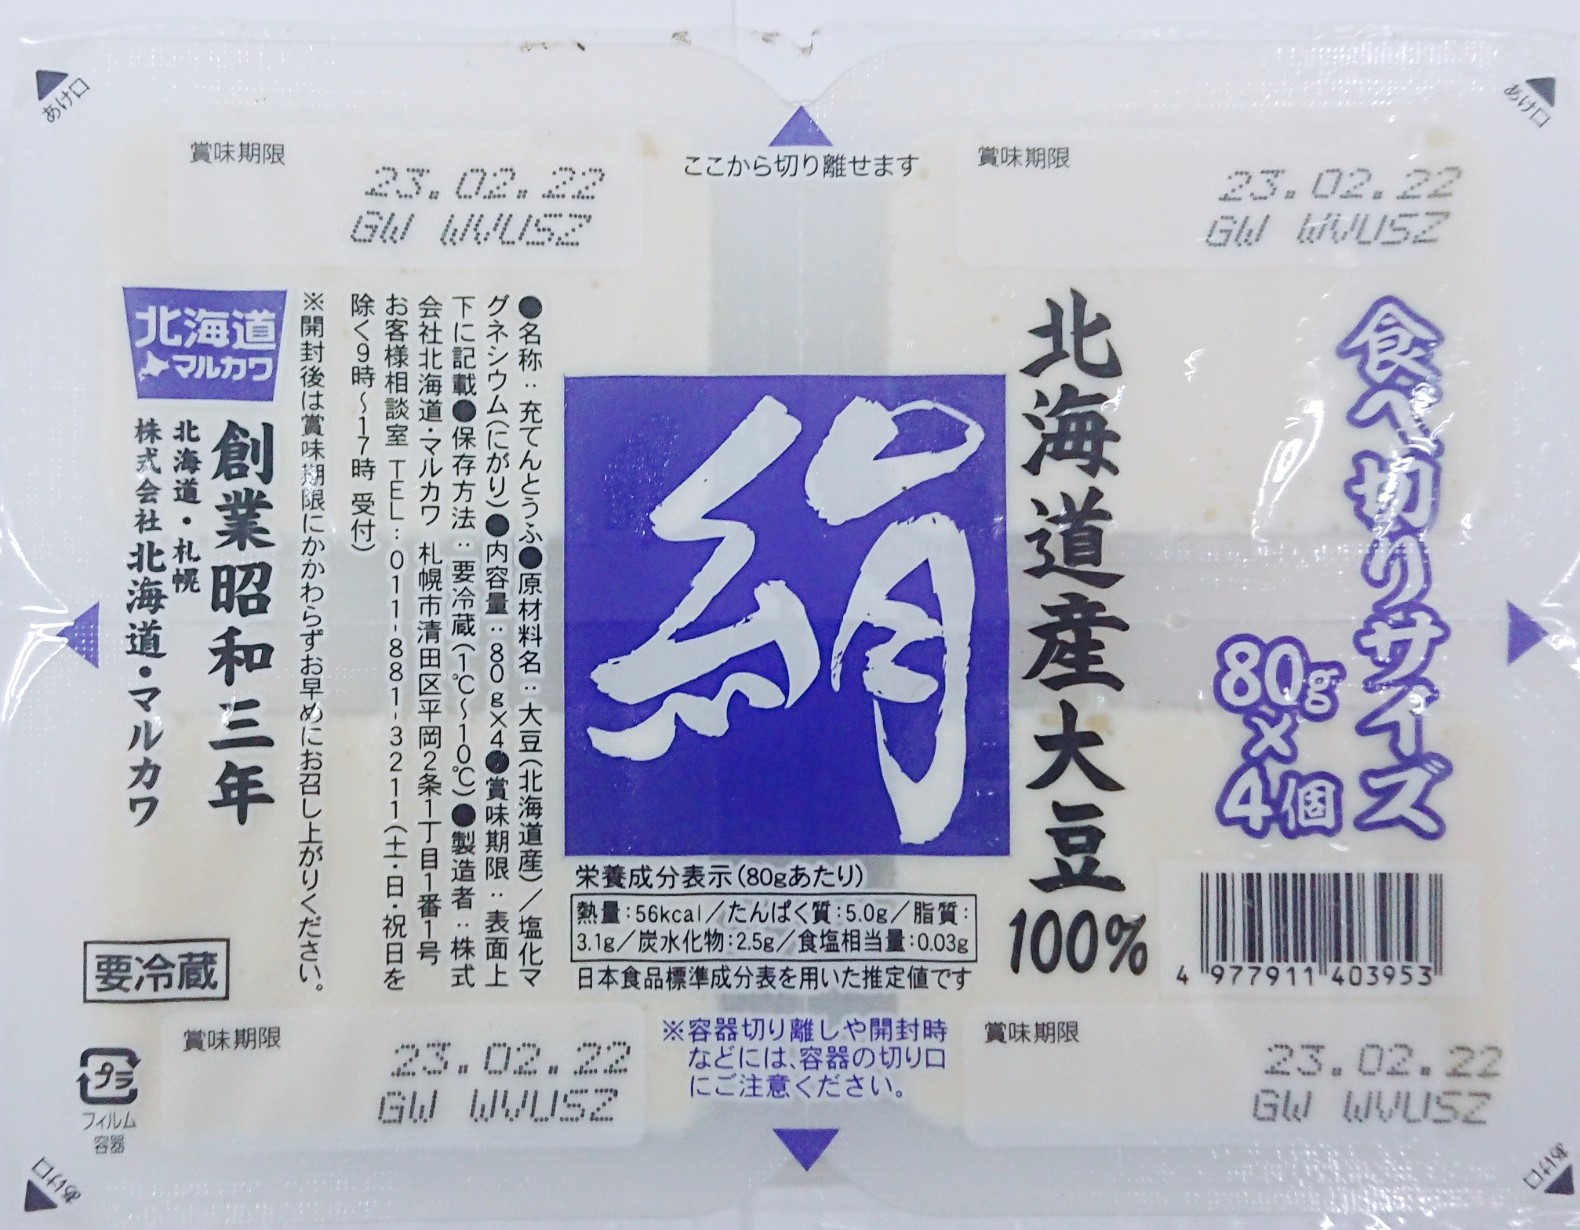 あけ口
あけ口
賞味期限
23.02.22
GW WVUSZ
ここから切り離せます
賞味期限
23.02.22
GW WVUSZ
食べ切りサイズ
80g
×
4個
北海道産大豆
100%
絹
●名称:充てんとうふ●原材料名:大豆(北海道産)/塩化マ
グネシウム(にがり)●内容量:80g×4●賞味期限:表面上
下に記載●保存方法:要冷蔵(1℃~10℃)●製造者:株式
会社北海道・マルカワ 札幌市清田区平岡2条1丁目1番1号
お客様相談室 TEL:011-881-3211(土・日・祝日を
除く9時~17時 受付)
※開封後は賞味期限にかかわらずお早めにお召し上がりください。
北海道
マルカワ
創業昭和三年
北海道・札幌
株式会社北海道・マルカワ
要冷蔵
栄養成分表示(80gあたり)
熱量:56kcal/たんぱく質:5.0g/脂質:
3.1g/炭水化物:2.5g/食塩相当量:0.03g
日本食品標準成分表を用いた推定値です
4 977911 403953
賞味期限
23.02.22
GW WVUSZ
※容器切り離しや開封時
などには、容器の切り口
にご注意ください。
賞味期限
23.02.22
GW WVUSZ
プラ
フィルム
容器
あけ口
あけ口